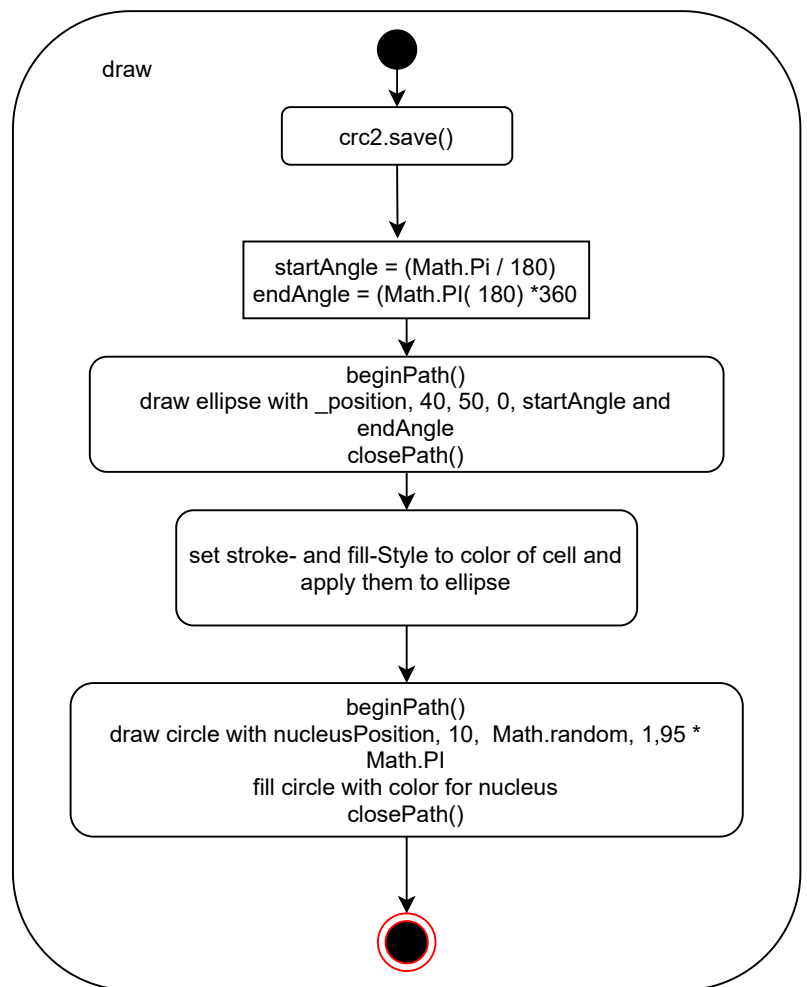 draw
crc2.save()
startAngle = (Math.Pi / 180)
endAngle = (Math.PI( 180) *360
beginPath()
draw ellipse with _position, 40, 50, 0, startAngle and
endAngle
closePath()
set stroke- and fill-Style to color of cell and
apply them to ellipse
beginPath()
draw circle with nucleusPosition, 10,  Math.random, 1,95 *
Math.PI
fill circle with color for nucleus
closePath()